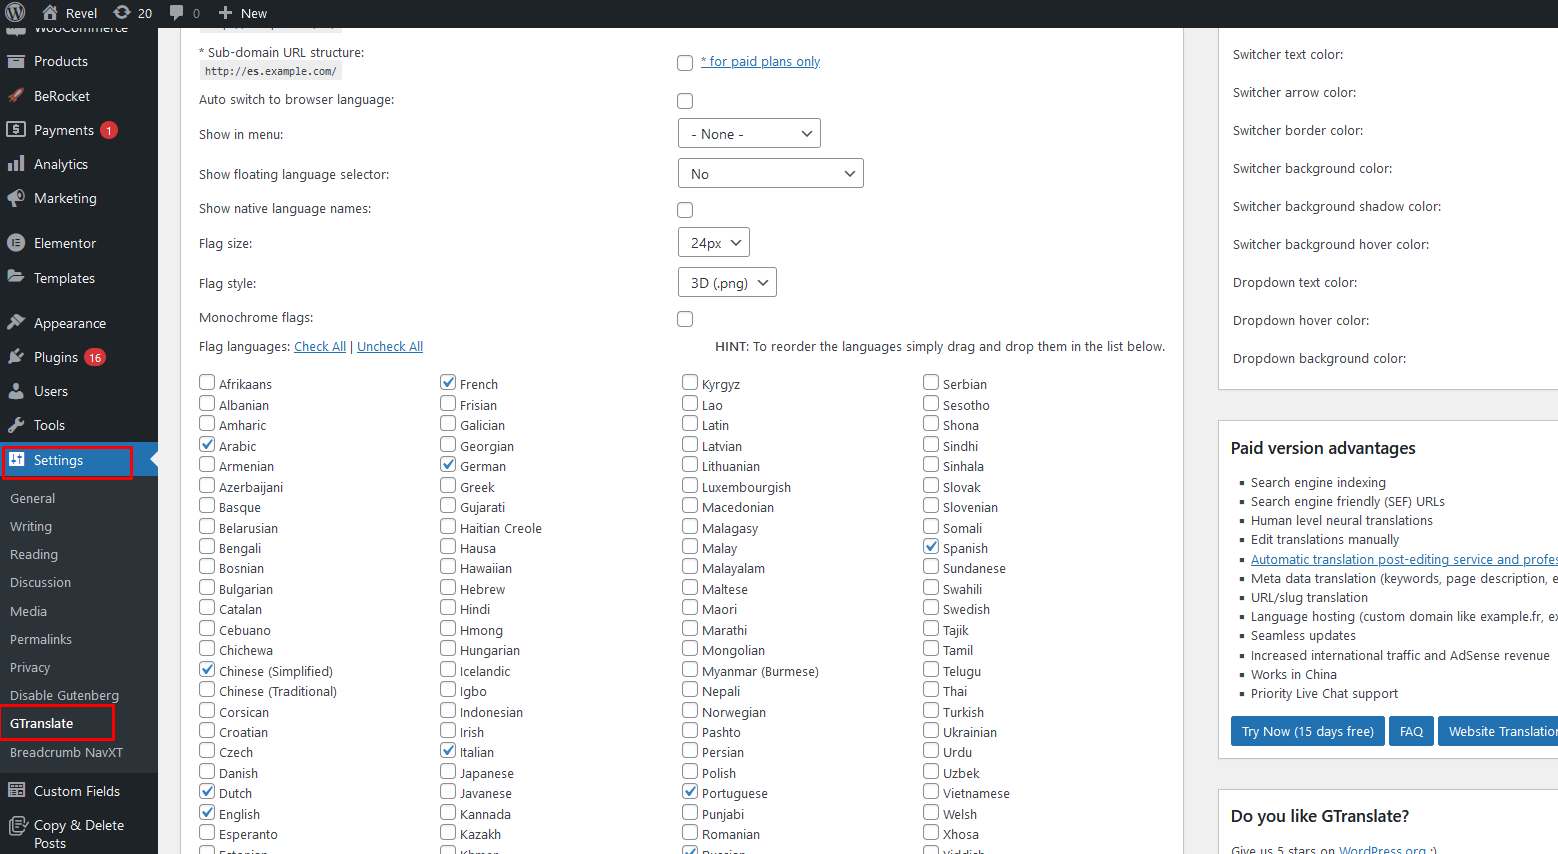 Revel 20 0 New
WooCommerce
Products
BeRocket
Payments 1
Analytics
Marketing
Elementor
Templates
Appearance
Plugins 16
Users
Tools
Settings
General
Writing
Reading
Discussion
Media
Permalinks
Privacy
Disable Gutenberg
GTranslate
Breadcrumb NavXT
Custom Fields
Copy & Delete
Posts
* Sub-domain URL structure:
http://es.example.com/
* for paid plans only
Auto switch to browser language:
Show in menu: - None -
Show floating language selector: No
Show native language names:
Flag size: 24px
Flag style: 3D (.png)
Monochrome flags:
Flag languages: Check All | Uncheck All
HINT: To reorder the languages simply drag and drop them in the list below.
Afrikaans
Albanian
Amharic
Arabic
Armenian
Azerbaijani
Basque
Belarusian
Bengali
Bosnian
Bulgarian
Catalan
Cebuano
Chichewa
Chinese (Simplified)
Chinese (Traditional)
Corsican
Croatian
Czech
Danish
Dutch
English
Esperanto
Estonian
French
Frisian
Galician
Georgian
German
Greek
Gujarati
Haitian Creole
Hausa
Hawaiian
Hebrew
Hindi
Hmong
Hungarian
Icelandic
Igbo
Indonesian
Irish
Italian
Japanese
Javanese
Kannada
Kazakh
Khmer
Kyrgyz
Lao
Latin
Latvian
Lithuanian
Luxembourgish
Macedonian
Malagasy
Malay
Malayalam
Maltese
Maori
Marathi
Mongolian
Myanmar (Burmese)
Nepali
Norwegian
Pashto
Persian
Polish
Portuguese
Punjabi
Romanian
Russian
Serbian
Sesotho
Shona
Sindhi
Sinhala
Slovak
Slovenian
Somali
Spanish
Sundanese
Swahili
Swedish
Tajik
Tamil
Telugu
Thai
Turkish
Ukrainian
Urdu
Uzbek
Vietnamese
Welsh
Xhosa
Yiddish
Switcher text color:
Switcher arrow color:
Switcher border color:
Switcher background color:
Switcher background shadow color:
Switcher background hover color:
Dropdown text color:
Dropdown hover color:
Dropdown background color:
Paid version advantages
Search engine indexing
Search engine friendly (SEF) URLs
Human level neural translations
Edit translations manually
Automatic translation post-editing service and profes
Meta data translation (keywords, page description, e
URL/slug translation
Language hosting (custom domain like example.fr, ex
Seamless updates
Increased international traffic and AdSense revenue
Works in China
Priority Live Chat support
Try Now (15 days free) FAQ Website Translation
Do you like GTranslate?
Give us 5 stars on WordPress.org :)